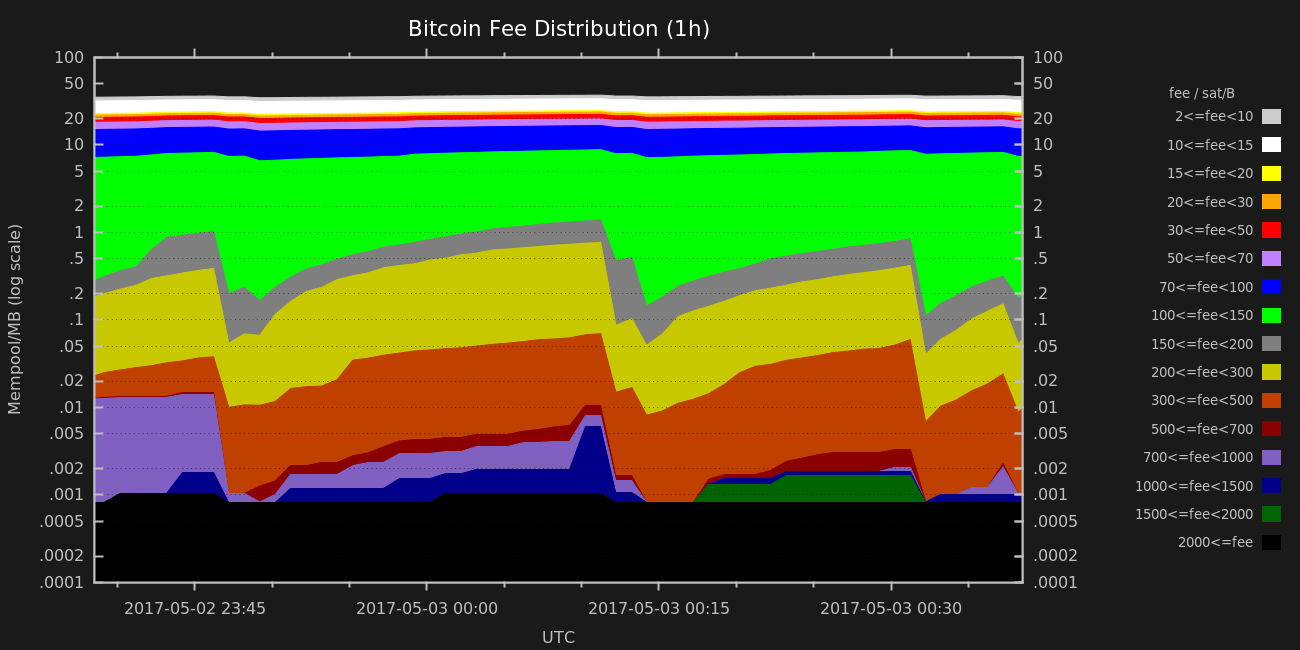 Bitcoin Fee Distribution (1h)
Mempool/MB (log scale)
100
50
20
10
5
2
1
.5
.2
.1
.05
.02
.01
.005
.002
.001
.0005
.0002
.0001
100
50
20
10
5
2
1
.5
.2
.1
.05
.02
.01
.005
.002
.001
.0005
.0002
.0001
fee / sat/B
2<=fee<10
10<=fee<15
15<=fee<20
20<=fee<30
30<=fee<50
50<=fee<70
70<=fee<100
100<=fee<150
150<=fee<200
200<=fee<300
300<=fee<500
500<=fee<700
700<=fee<1000
1000<=fee<1500
1500<=fee<2000
2000<=fee
2017-05-02 23:45 2017-05-03 00:00 2017-05-03 00:15 2017-05-03 00:30
UTC